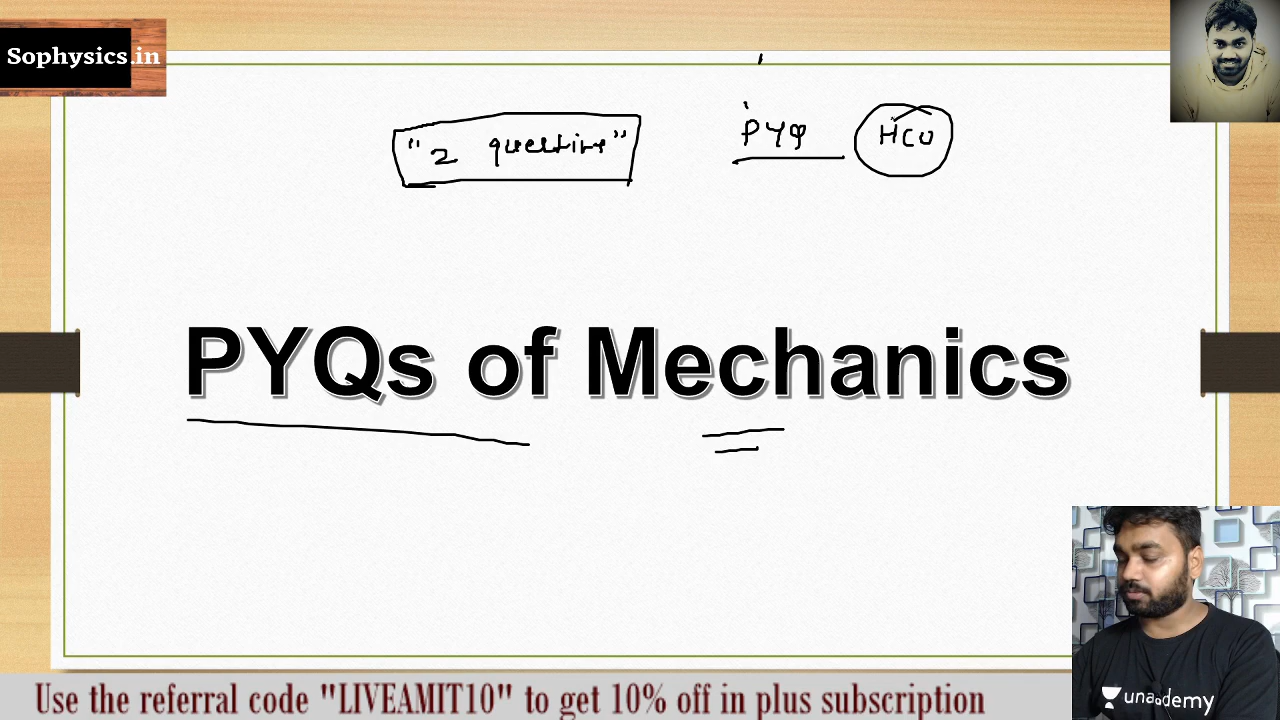 Sophysics.in
"2 questions"
PYQ HCU
PYQs of Mechanics
unacademy
Use the referral code "LIVEAMIT10" to get 10% off in plus subscription